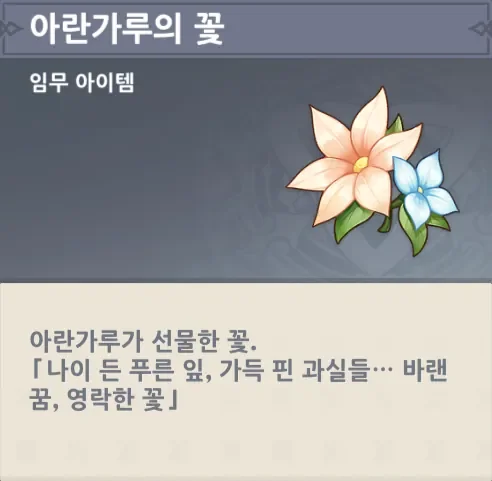 아란가루의 꽃
임무 아이템
아란가루가 선물한 꽃.
「나이 든 푸른 잎, 가득 핀 과실들… 바랜
꿈, 영락한 꽃」